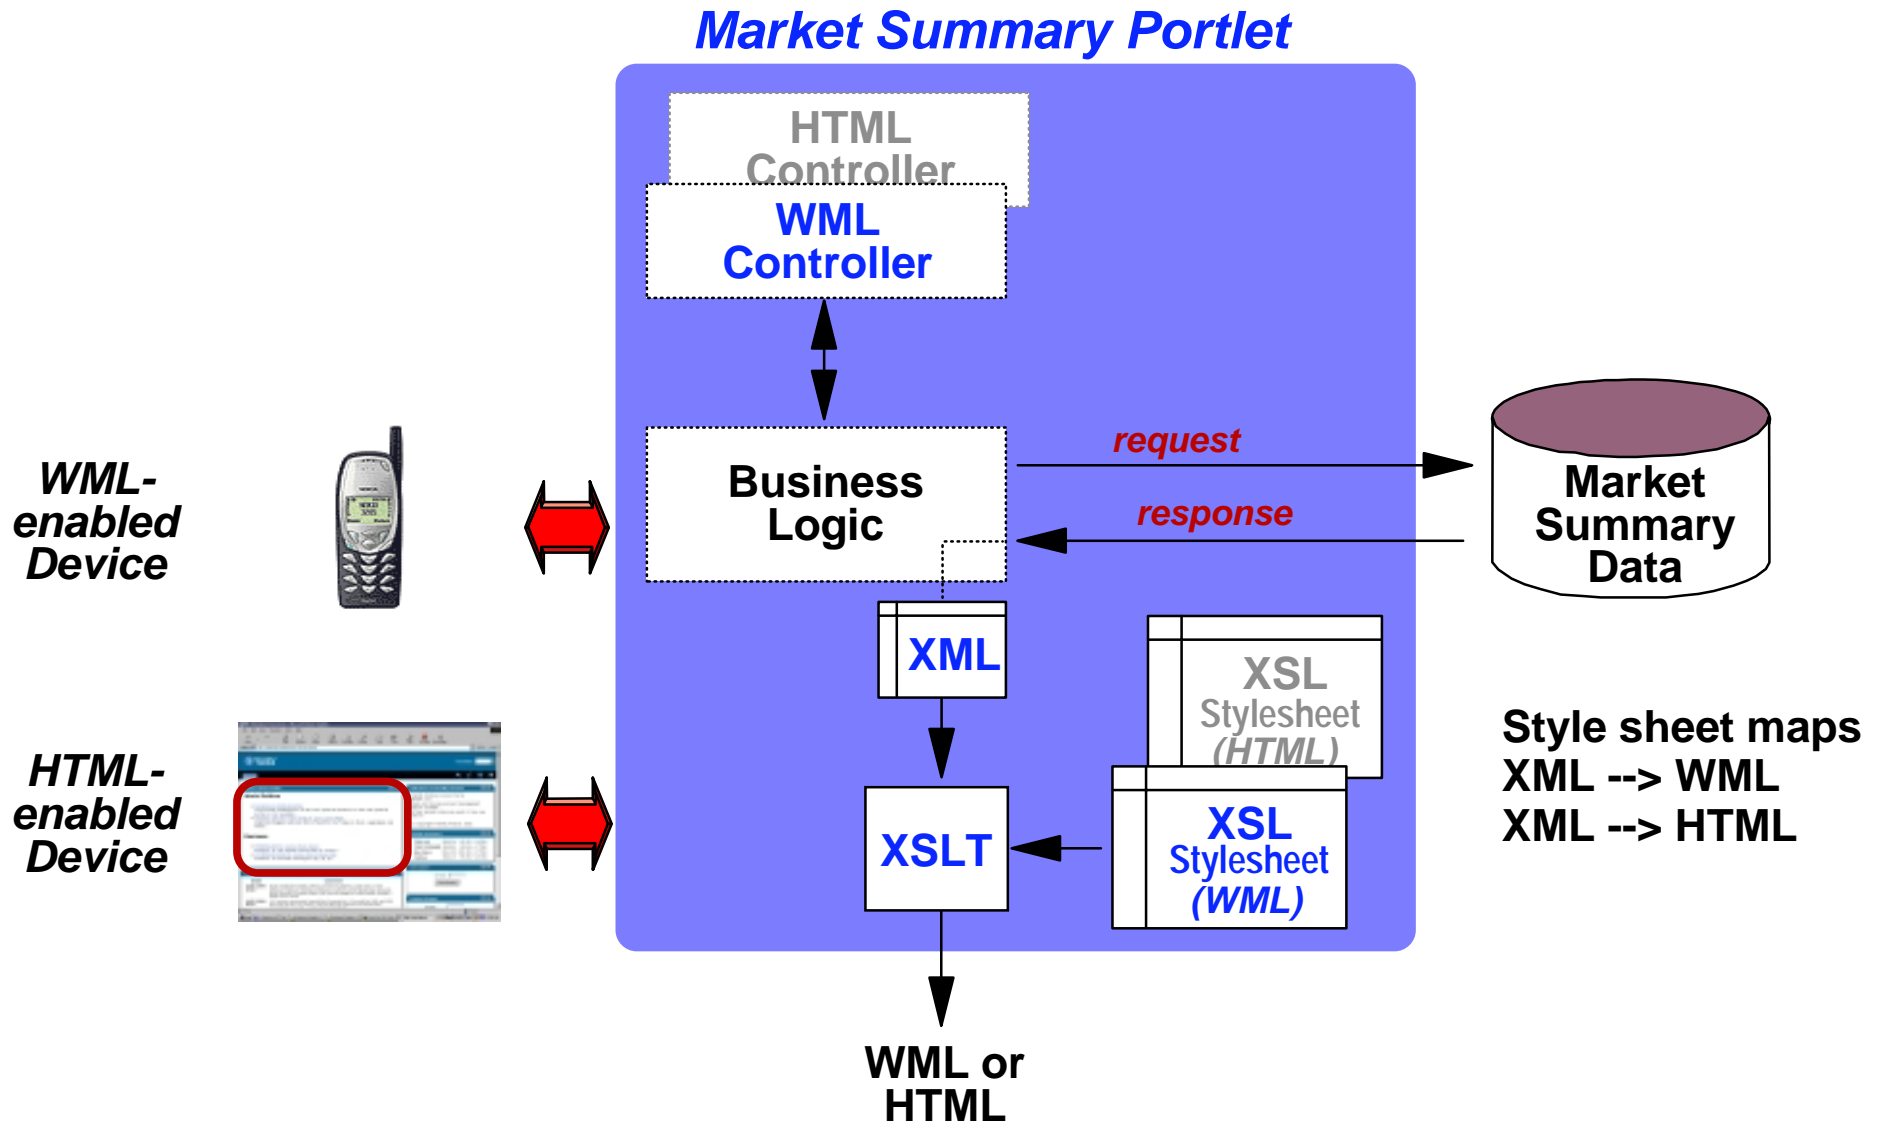 Market Summary Portlet
HTML
Controller
WML
Controller
Business
Logic
request
response
Market
Summary
Data
WML-
enabled
Device
XML
XSL
Stylesheet
(HTML)
Style sheet maps
XML --> WML
XML --> HTML
HTML-
enabled
Device
XSLT
XSL
Stylesheet
(WML)
WML or
HTML